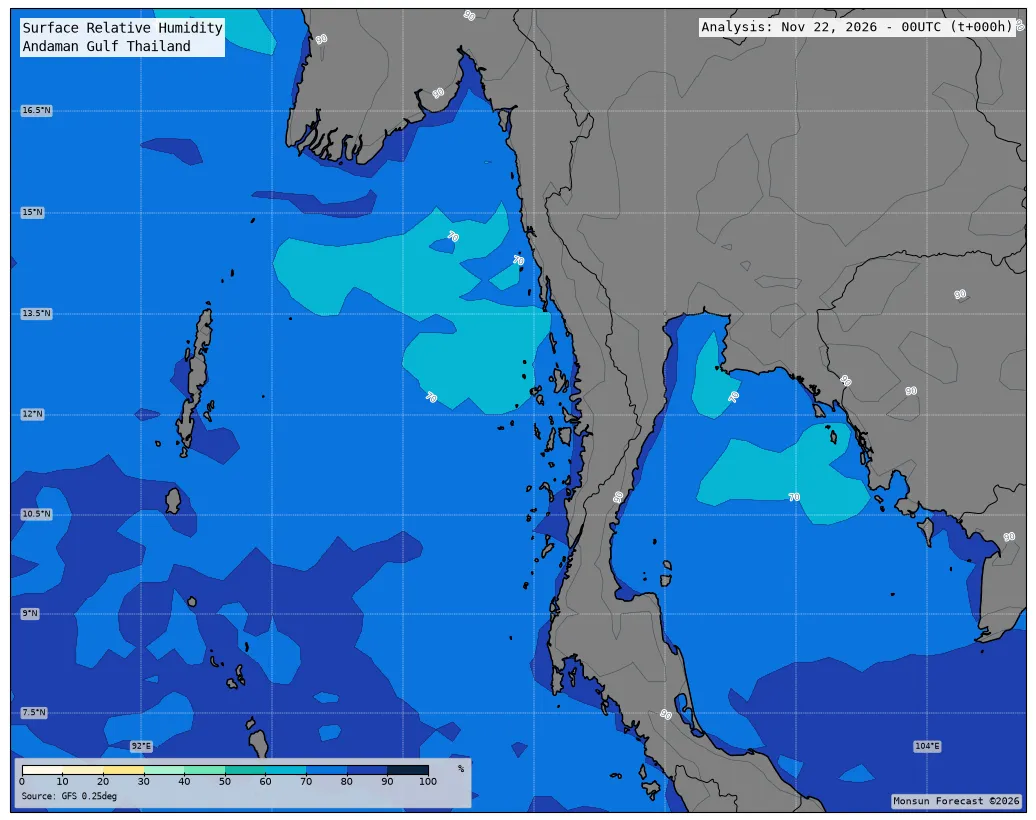 Surface Relative Humidity
Andaman Gulf Thailand
Analysis: Nov 22, 2026 - 00UTC (t+000h)
90
90
90
16.5°N
15°N
70
70
90
13.5°N
90
90
12°N
70
70
90
70
10.5°N
90
9°N
90
7.5°N
92°E
104°E
%
0 10 20 30 40 50 60 70 80 90 100
Source: GFS 0.25deg
Monsun Forecast ©2026